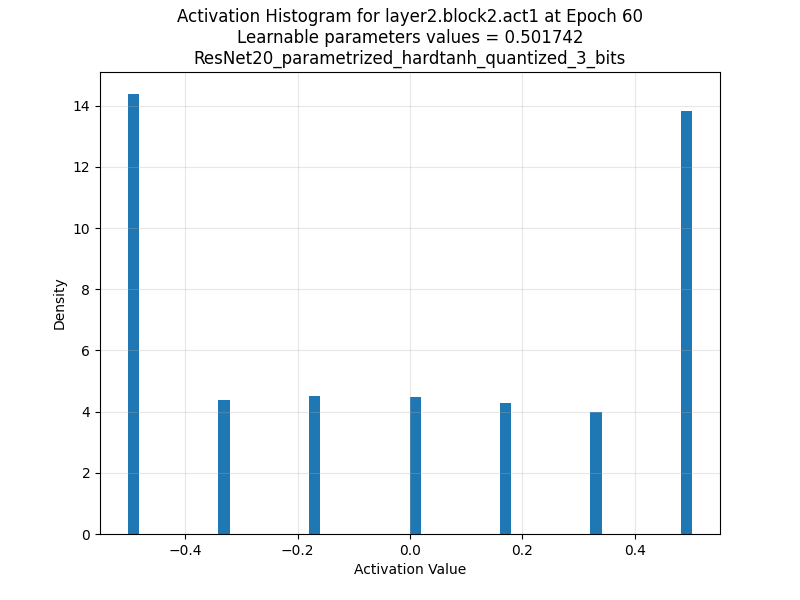 Activation Histogram for layer2.block2.act1 at Epoch 60
Learnable parameters values = 0.501742
ResNet20_parametrized_hardtanh_quantized_3_bits
14
12
10
8
6
4
2
0
Density
−0.4
−0.2
0.0
0.2
0.4
Activation Value